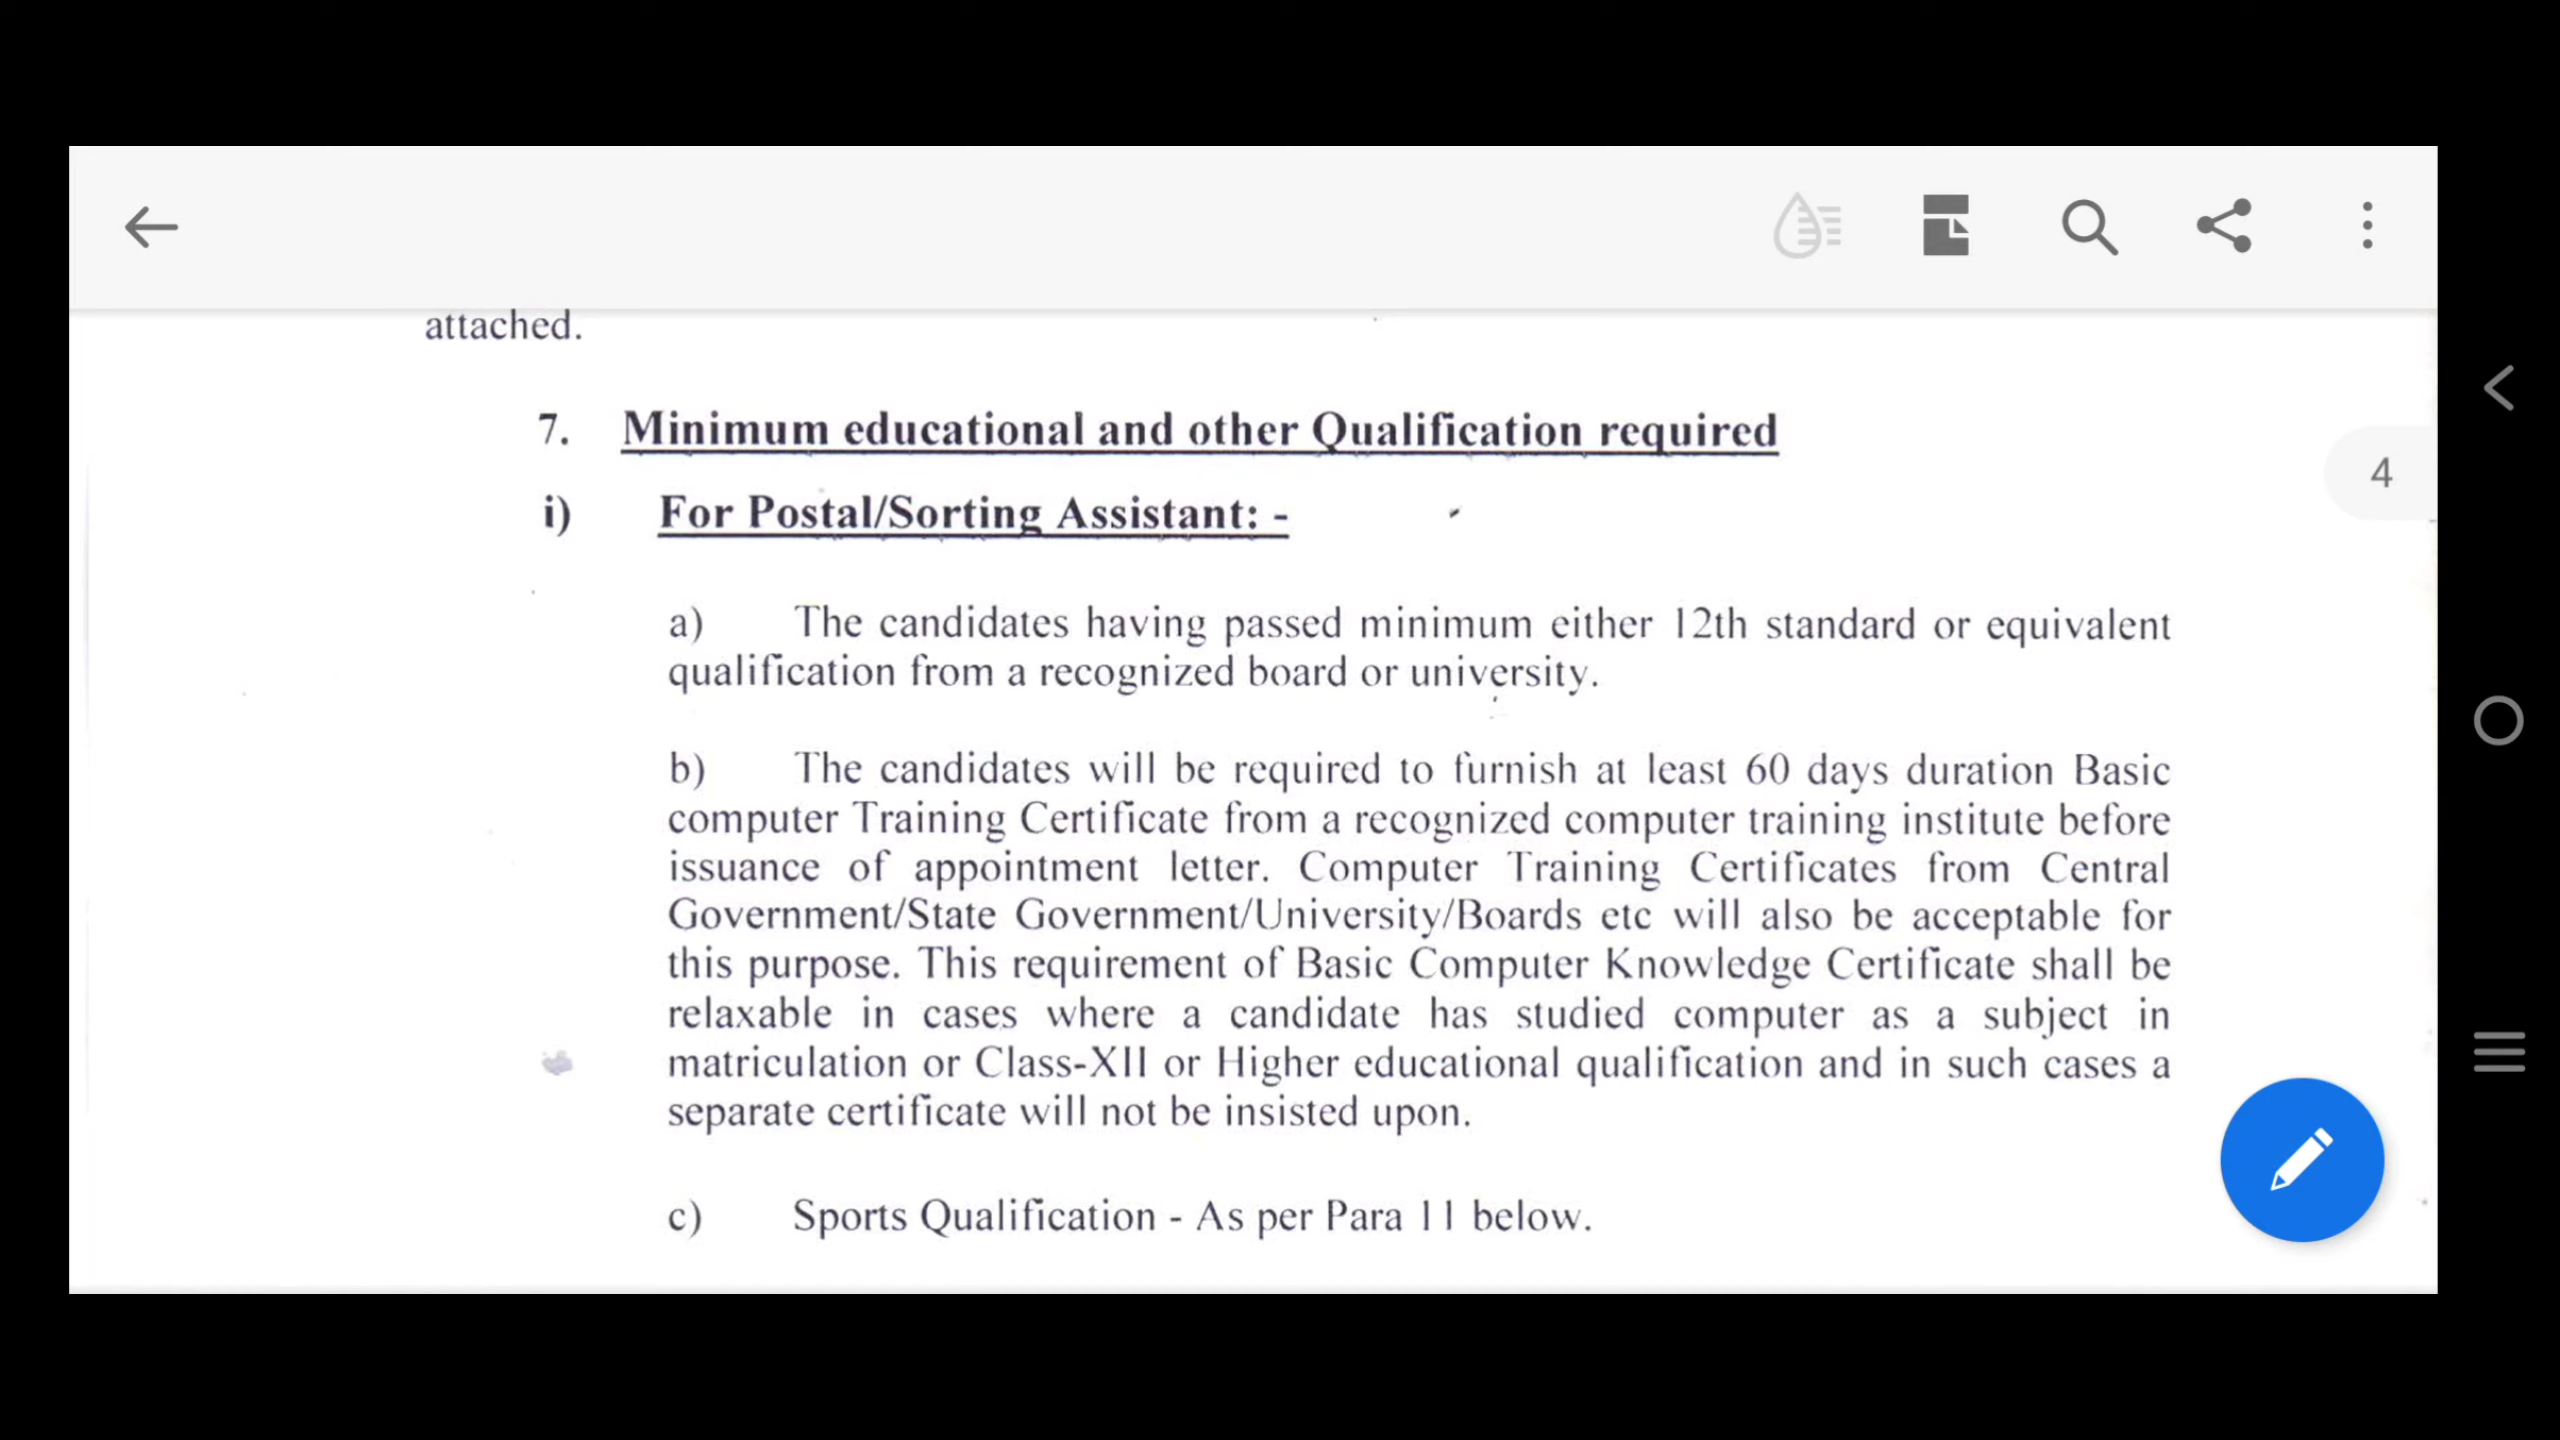 attached.
7. Minimum educational and other Qualification required
4
i) For Postal/Sorting Assistant: -
a) The candidates having passed minimum either 12th standard or equivalent
qualification from a recognized board or university.
b) The candidates will be required to furnish at least 60 days duration Basic
computer Training Certificate from a recognized computer training institute before
issuance of appointment letter. Computer Training Certificates from Central
Government/State Government/University/Boards etc will also be acceptable for
this purpose. This requirement of Basic Computer Knowledge Certificate shall be
relaxable in cases where a candidate has studied computer as a subject in
matriculation or Class-XII or Higher educational qualification and in such cases a
separate certificate will not be insisted upon.
c) Sports Qualification - As per Para 11 below.